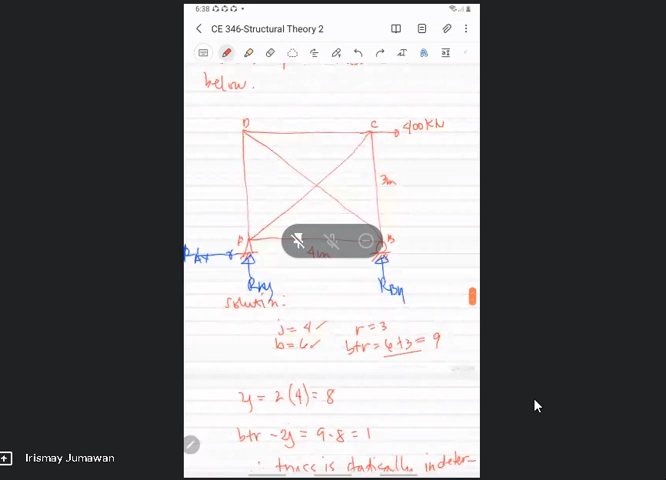 6:38
CE 346-Structural Theory 2
below.
D
C
400KN
3m
A
B
4m
RAx
RAy
RBy
solution:
j = 4 ✓ r = 3
b = 6 ✓ b+r = 6+3 = 9
2j = 2(4) = 8
b+r - 2j = 9-8 = 1
∴ truss is statically indeter-
Irismay Jumawan